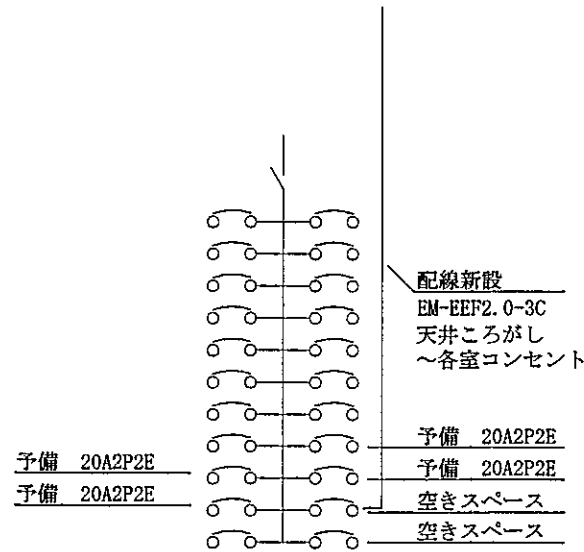 配線新設
EM-EEF2.0-3C
天井ころがし
～各室コンセント
予備 20A2P2E
予備 20A2P2E
予備 20A2P2E
予備 20A2P2E
空きスペース
空きスペース